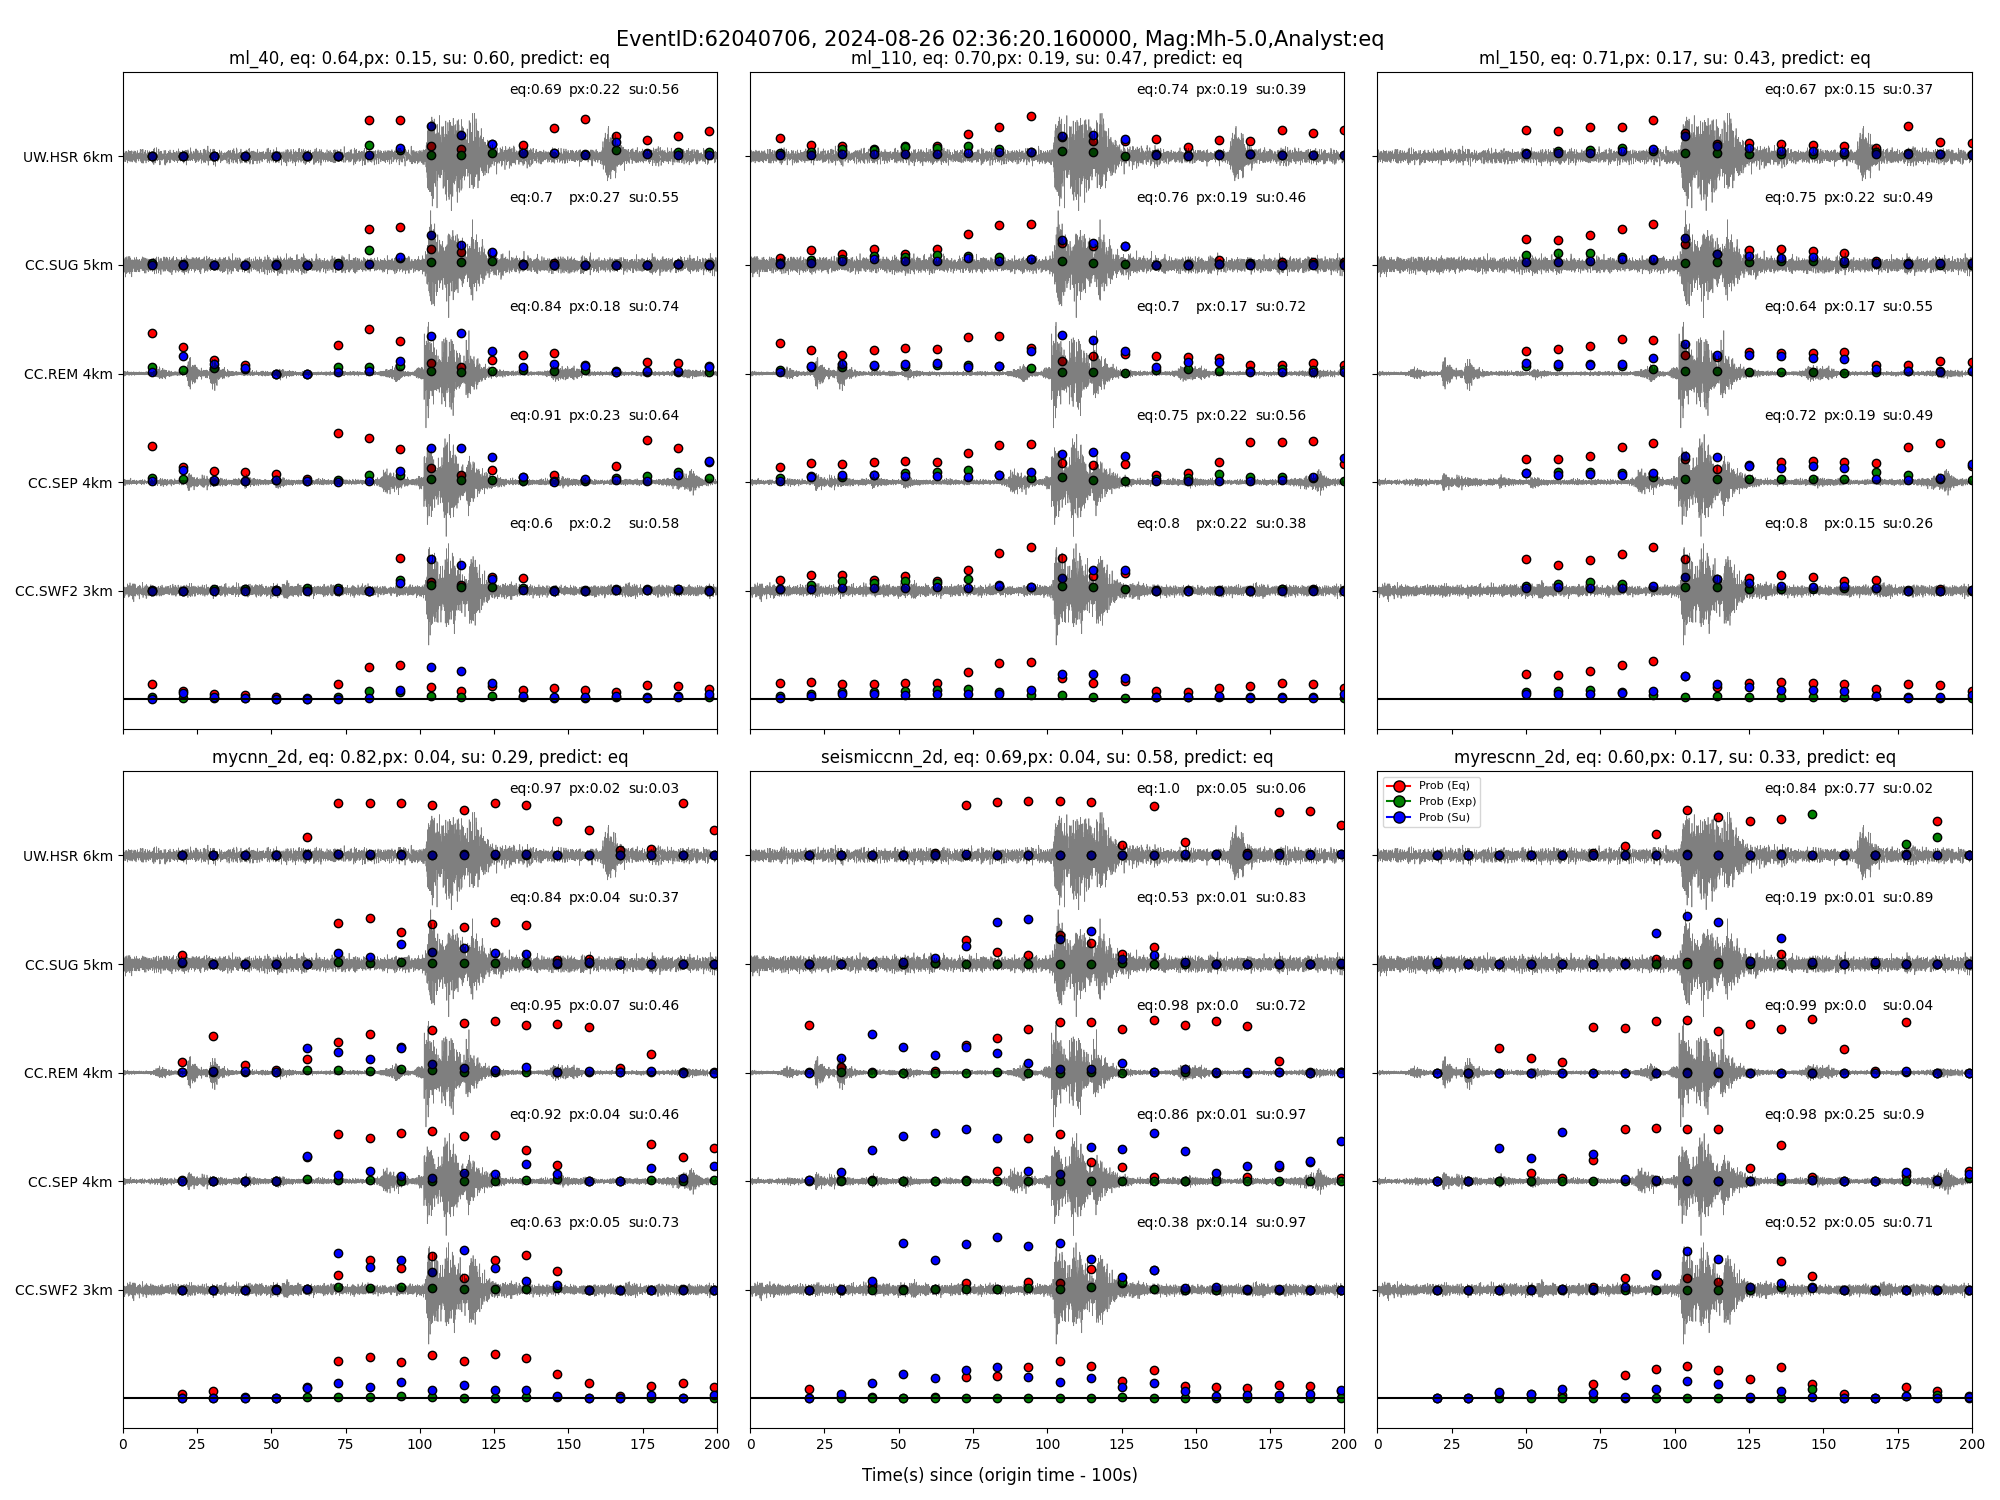 EventID:62040706, 2024-08-26 02:36:20.160000, Mag:Mh-5.0,Analyst:eq
ml_40, eq: 0.64,px: 0.15, su: 0.60, predict: eq
eq:0.69 px:0.22 su:0.56
UW.HSR 6km
eq:0.7 px:0.27 su:0.55
CC.SUG 5km
eq:0.84 px:0.18 su:0.74
CC.REM 4km
eq:0.91 px:0.23 su:0.64
CC.SEP 4km
eq:0.6 px:0.2 su:0.58
CC.SWF2 3km
ml_110, eq: 0.70,px: 0.19, su: 0.47, predict: eq
eq:0.74 px:0.19 su:0.39
eq:0.76 px:0.19 su:0.46
eq:0.7 px:0.17 su:0.72
eq:0.75 px:0.22 su:0.56
eq:0.8 px:0.22 su:0.38
ml_150, eq: 0.71,px: 0.17, su: 0.43, predict: eq
eq:0.67 px:0.15 su:0.37
eq:0.75 px:0.22 su:0.49
eq:0.64 px:0.17 su:0.55
eq:0.72 px:0.19 su:0.49
eq:0.8 px:0.15 su:0.26
mycnn_2d, eq: 0.82,px: 0.04, su: 0.29, predict: eq
eq:0.97 px:0.02 su:0.03
UW.HSR 6km
eq:0.84 px:0.04 su:0.37
CC.SUG 5km
eq:0.95 px:0.07 su:0.46
CC.REM 4km
eq:0.92 px:0.04 su:0.46
CC.SEP 4km
eq:0.63 px:0.05 su:0.73
CC.SWF2 3km
0 25 50 75 100 125 150 175 200
seismiccnn_2d, eq: 0.69,px: 0.04, su: 0.58, predict: eq
eq:1.0 px:0.05 su:0.06
eq:0.53 px:0.01 su:0.83
eq:0.98 px:0.0 su:0.72
eq:0.86 px:0.01 su:0.97
eq:0.38 px:0.14 su:0.97
0 25 50 75 100 125 150 175 200
myrescnn_2d, eq: 0.60,px: 0.17, su: 0.33, predict: eq
Prob (Eq)
Prob (Exp)
Prob (Su)
eq:0.84 px:0.77 su:0.02
eq:0.19 px:0.01 su:0.89
eq:0.99 px:0.0 su:0.04
eq:0.98 px:0.25 su:0.9
eq:0.52 px:0.05 su:0.71
0 25 50 75 100 125 150 175 200
Time(s) since (origin time - 100s)